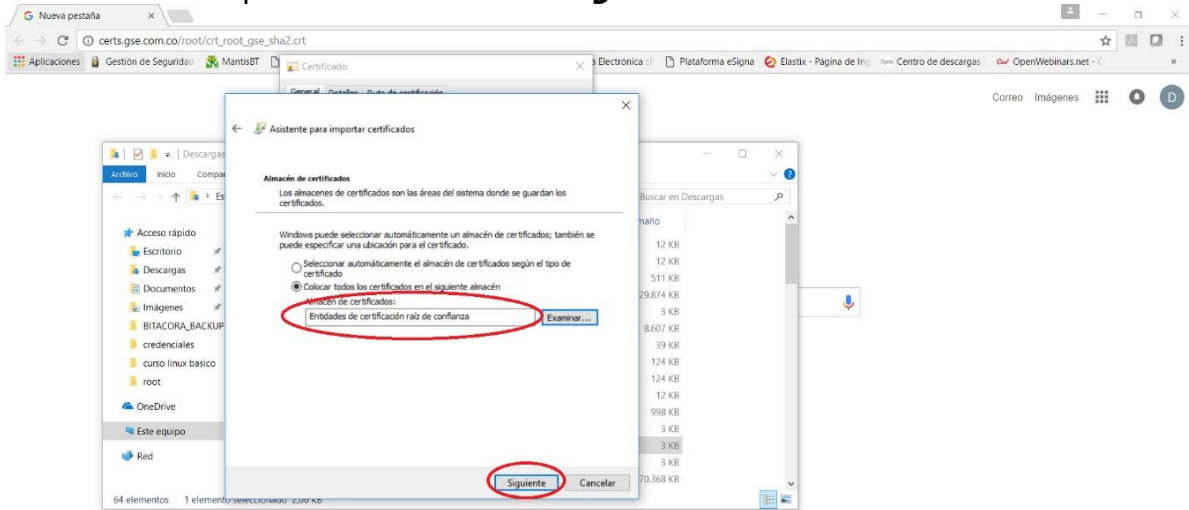 Nueva pestaña
certs.gse.com.co/root/crt_root_gse_sha2.crt
Aplicaciones Gestión de Seguridad MantisBT Electrónica Plataforma eSigna Elastix - Página de Ing Centro de descargas OpenWebinars.net - C
Certificado
General Detalles Ruta de certificación
Correo Imágenes D
Asistente para importar certificados
Descargas
Archivo Inicio Compar
Es
Buscar en Descargas
Almacén de certificados
Los almacenes de certificados son las áreas del sistema donde se guardan los
certificados.
Windows puede seleccionar automáticamente un almacén de certificados; también se
puede especificar una ubicación para el certificado.
Seleccionar automáticamente el almacén de certificados según el tipo de
certificado
Colocar todos los certificados en el siguiente almacén
Almacén de certificados:
Entidades de certificación raíz de confianza Examinar...
Siguiente Cancelar
Acceso rápido
Escritorio
Descargas
Documentos
Imágenes
BITACORA_BACKUP
credenciales
curso linux basico
root
OneDrive
Este equipo
Red
maño
12 KB
12 KB
511 KB
29.874 KB
3 KB
8.607 KB
39 KB
124 KB
124 KB
12 KB
998 KB
3 KB
3 KB
3 KB
70.368 KB
64 elementos 1 elemento seleccionado 2,06 KB